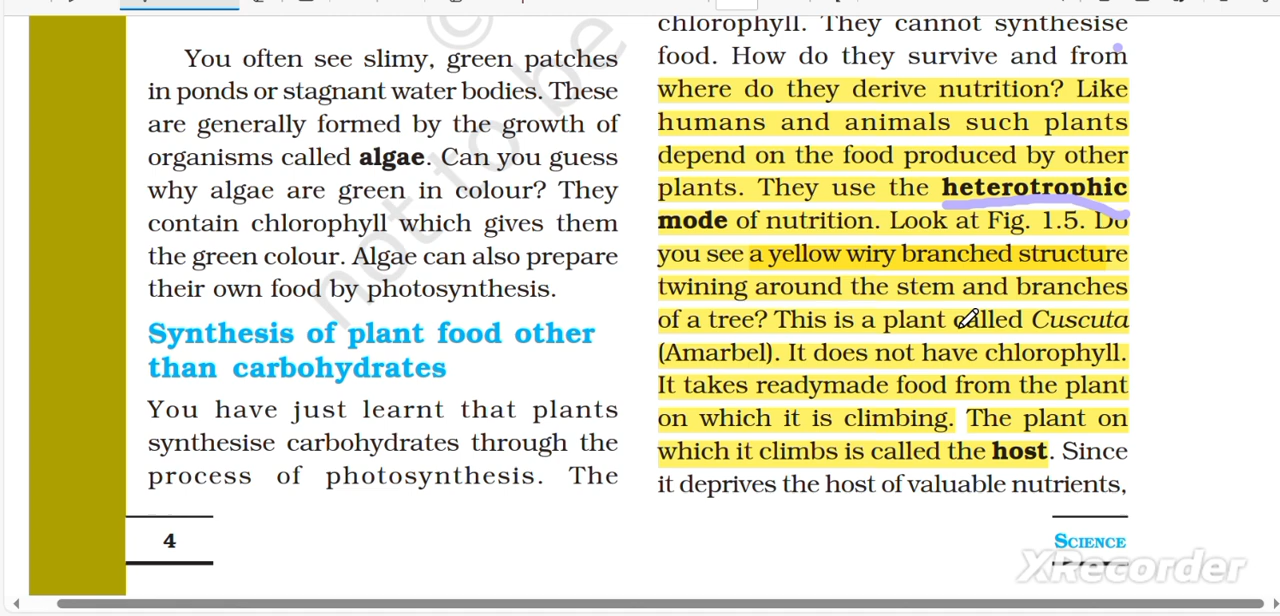 You often see slimy, green patches
in ponds or stagnant water bodies. These
are generally formed by the growth of
organisms called algae. Can you guess
why algae are green in colour? They
contain chlorophyll which gives them
the green colour. Algae can also prepare
their own food by photosynthesis.
Synthesis of plant food other
than carbohydrates
You have just learnt that plants
synthesise carbohydrates through the
process of photosynthesis. The
4
chlorophyll. They cannot synthesise
food. How do they survive and from
where do they derive nutrition? Like
humans and animals such plants
depend on the food produced by other
plants. They use the heterotrophic
mode of nutrition. Look at Fig. 1.5. Do
you see a yellow wiry branched structure
twining around the stem and branches
of a tree? This is a plant called Cuscuta
(Amarbel). It does not have chlorophyll.
It takes readymade food from the plant
on which it is climbing. The plant on
which it climbs is called the host. Since
it deprives the host of valuable nutrients,
SCIENCE
not to be
©
XRecorder